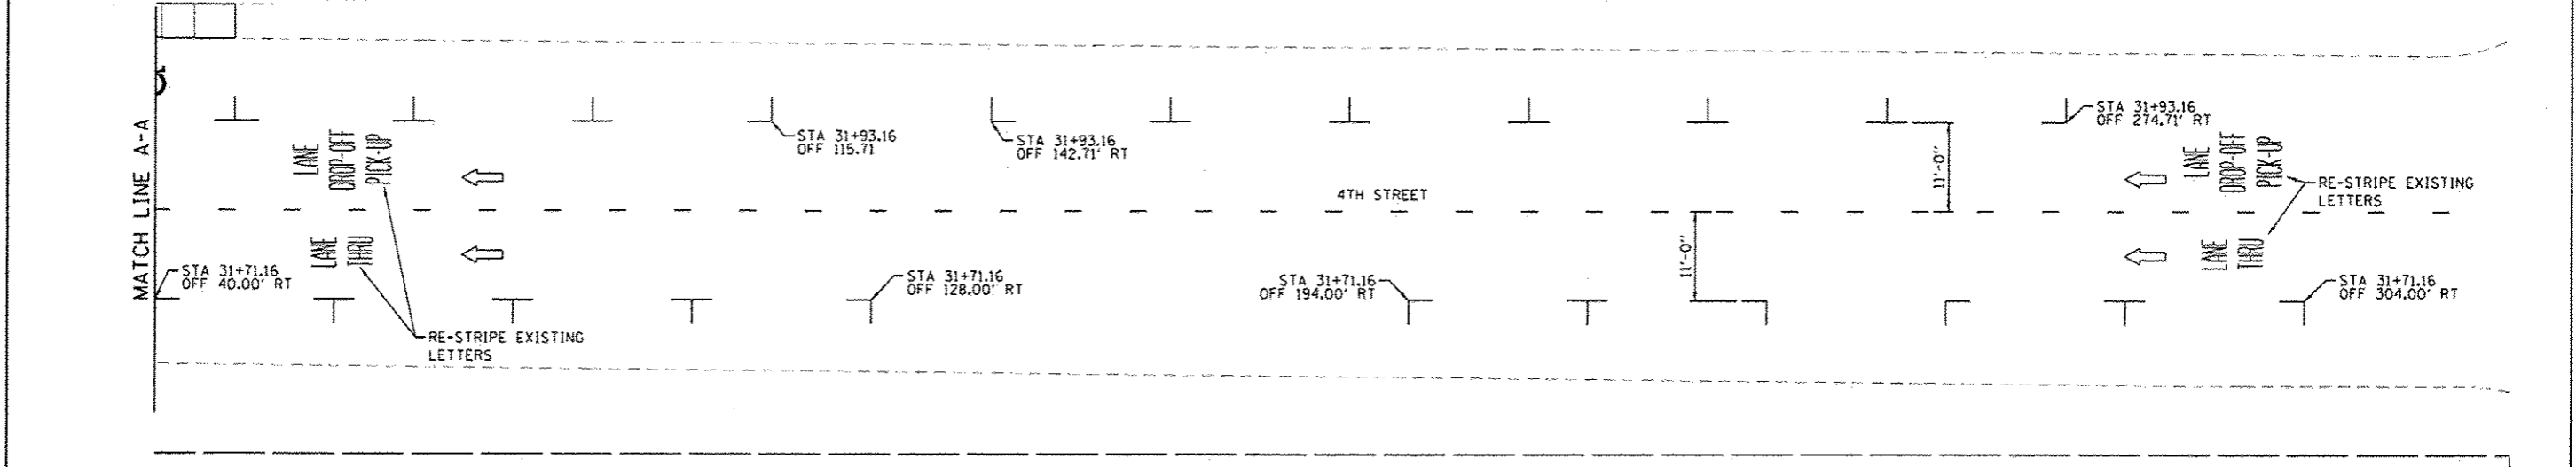 MATCH LINE A-A
LANE
DROP-OFF
PICK-UP
LANE
THRU
STA 31+71.16
OFF 40.00' RT
RE-STRIPE EXISTING
LETTERS
STA 31+93.16
OFF 115.71
STA 31+93.16
OFF 142.71' RT
STA 31+71.16
OFF 128.00' RT
4TH STREET
STA 31+71.16
OFF 194.00' RT
11'-0"
11'-0"
STA 31+93.16
OFF 274.71' RT
LANE
DROP-OFF
PICK-UP
LANE
THRU
RE-STRIPE EXISTING
LETTERS
STA 31+71.16
OFF 304.00' RT